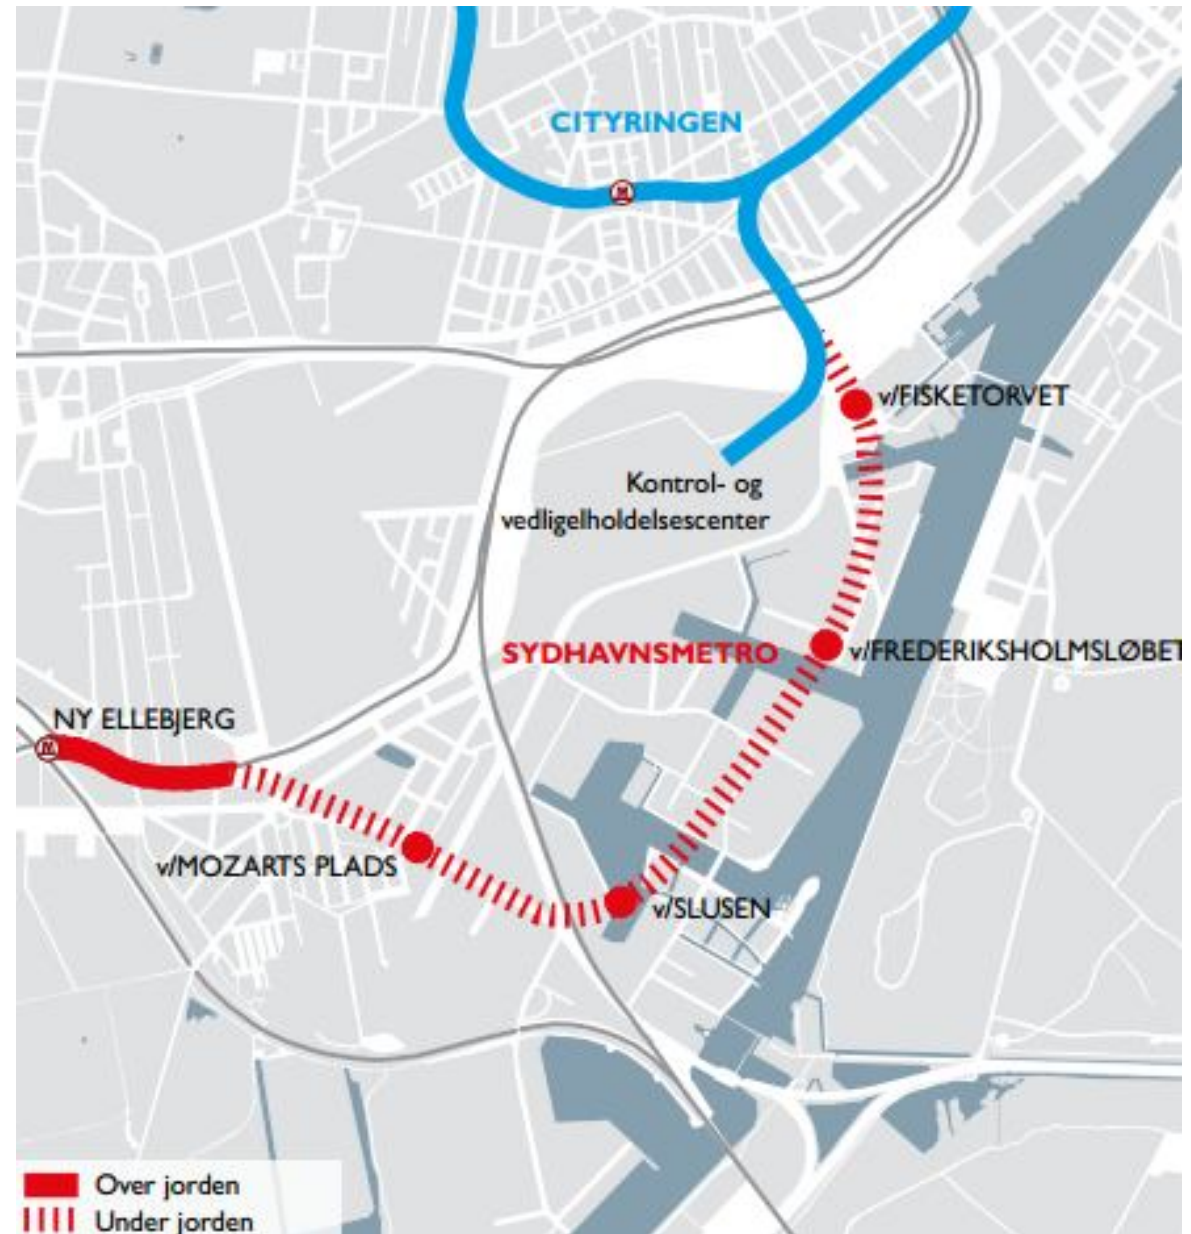 CITYRINGEN
v/FISKETORVET
Kontrol- og
vedligelholdelsescenter
SYDHAVNSMETRO
v/FREDERIKSHOLMSLØBET
NY ELLEBJERG
v/MOZARTS PLADS
v/SLUSEN
Over jorden
Under jorden